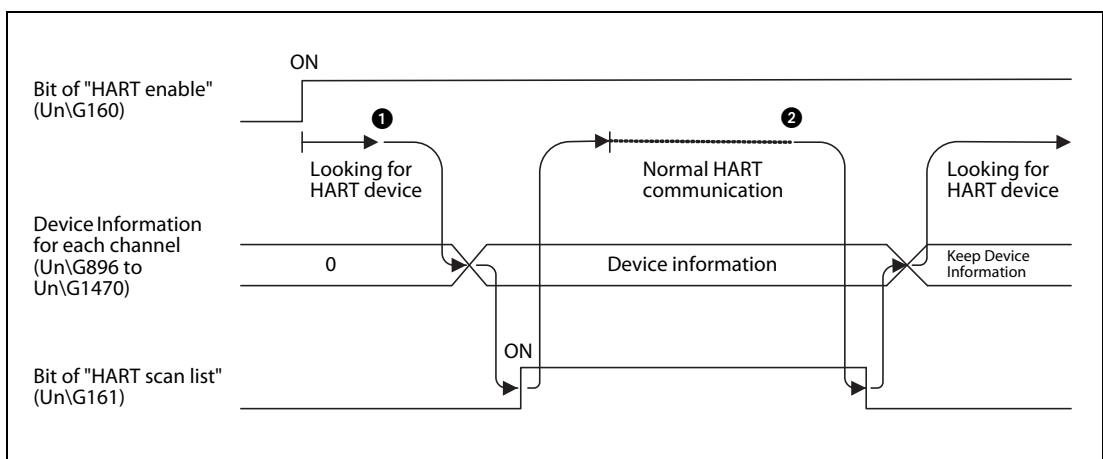 ON
Bit of "HART enable"
(Un\G160)
❶
❷
Looking for
HART device
Normal HART
communication
Looking for
HART device
Device Information
for each channel
(Un\G896 to
Un\G1470)
0
Device information
Keep Device
Information
ON
Bit of "HART scan list"
(Un\G161)